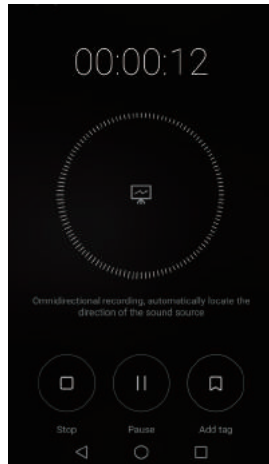 00:00:12
Omnidirectional recording, automatically locate the
direction of the sound source
Stop Pause Add tag